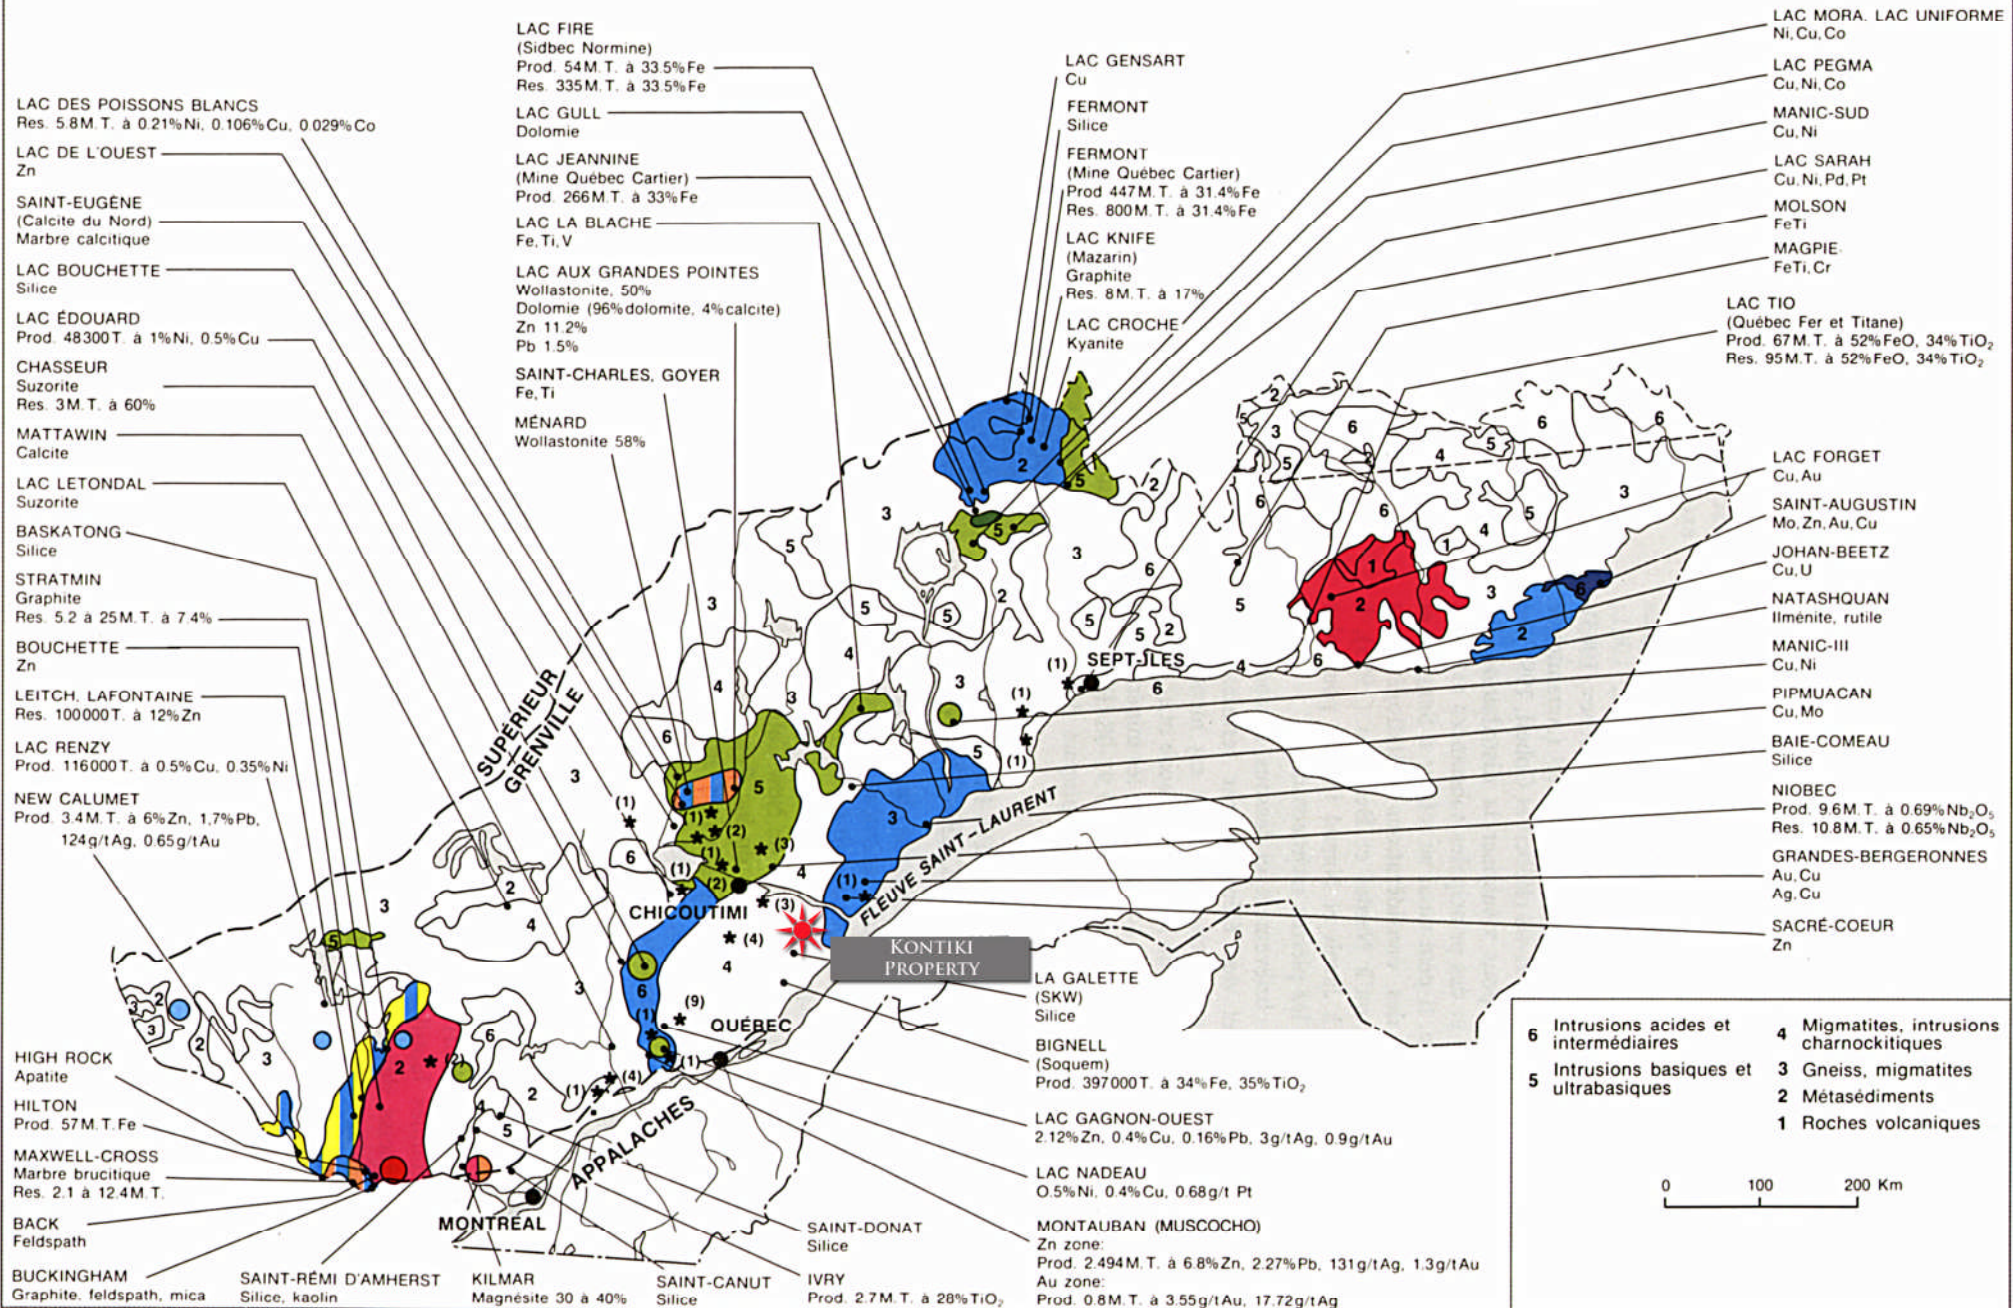 LAC DES POISSONS BLANCS
Res. 5.8M.T. à 0.21%Ni, 0.106%Cu, 0.029%Co
LAC DE L'OUEST
Zn
SAINT-EUGÈNE
(Calcite du Nord)
Marbre calcitique
LAC BOUCHETTE
Silice
LAC ÉDOUARD
Prod. 48300T. à 1%Ni, 0.5%Cu
CHASSEUR
Suzorite
Res. 3M.T. à 60%
MATTAWIN
Calcite
LAC LETONDAL
Suzorite
BASKATONG
Silice
STRATMIN
Graphite
Res. 5.2 à 25M.T. à 7.4%
BOUCHETTE
Zn
LEITCH, LAFONTAINE
Res. 100000T. à 12%Zn
LAC RENZY
Prod. 116000T. à 0.5%Cu, 0.35%Ni
NEW CALUMET
Prod. 3.4M.T. à 6%Zn, 1.7%Pb,
124g/tAg, 0.65g/tAu
HIGH ROCK
Apatite
HILTON
Prod. 57M.T.Fe
MAXWELL-CROSS
Marbre brucitique
Res. 2.1 à 12.4M.T.
BACK
Feldspath
BUCKINGHAM
Graphite, feldspath, mica
SAINT-RÉMI D'AMHERST
Silice, kaolin
KILMAR
Magnésite 30 à 40%
SAINT-CANUT
Silice
IVRY
Prod. 2.7M.T. à 28%TiO₂
SAINT-DONAT
Silice
LAC FIRE
(Sidbec Normine)
Prod. 54M.T. à 33.5%Fe
Res. 335M.T. à 33.5%Fe
LAC GULL
Dolomie
LAC JEANNINE
(Mine Québec Cartier)
Prod. 266M.T. à 33%Fe
LAC LA BLACHE
Fe,Ti,V
LAC AUX GRANDES POINTES
Wollastonite, 50%
Dolomie (96%dolomite, 4%calcite)
Zn 11.2%
Pb 1.5%
SAINT-CHARLES, GOYER
Fe,Ti
MÉNARD
Wollastonite 58%
LAC GENSART
Cu
FERMONT
Silice
FERMONT
(Mine Québec Cartier)
Prod 447M.T. à 31.4%Fe
Res. 800M.T. à 31.4%Fe
LAC KNIFE
(Mazarin)
Graphite
Res. 8M.T. à 17%
LAC CROCHE
Kyanite
LAC MORA. LAC UNIFORME
Ni,Cu,Co
LAC PEGMA
Cu,Ni,Co
MANIC-SUD
Cu,Ni
LAC SARAH
Cu,Ni,Pd,Pt
MOLSON
FeTi
MAGPIE
FeTi,Cr
LAC TIO
(Québec Fer et Titane)
Prod. 67M.T. à 52%FeO, 34%TiO₂
Res. 95M.T. à 52%FeO, 34%TiO₂
LAC FORGET
Cu,Au
SAINT-AUGUSTIN
Mo,Zn,Au,Cu
JOHAN-BEETZ
Cu,U
NATASHQUAN
Ilménite, rutile
MANIC-III
Cu,Ni
PIPMUACAN
Cu,Mo
BAIE-COMEAU
Silice
NIOBEC
Prod. 9.6M.T. à 0.69%Nb₂O₅
Res. 10.8M.T. à 0.65%Nb₂O₅
GRANDES-BERGERONNES
Au,Cu
Ag,Cu
SACRÉ-COEUR
Zn
SUPÉRIEUR
GRENVILLE
SEPT-ÎLES
CHICOUTIMI
FLEUVE SAINT-LAURENT
KONTIKI
PROPERTY
QUÉBEC
APPALACHES
MONTRÉAL
LA GALETTE
(SKW)
Silice
BIGNELL
(Soquem)
Prod. 397000T. à 34%Fe, 35%TiO₂
LAC GAGNON-OUEST
2.12%Zn, 0.4%Cu, 0.16%Pb, 3g/tAg, 0.9g/tAu
LAC NADEAU
0.5%Ni, 0.4%Cu, 0.68g/t Pt
MONTAUBAN (MUSCOCHO)
Zn zone:
Prod. 2.494M.T. à 6.8%Zn, 2.27%Pb, 131g/tAg, 1.3g/tAu
Au zone:
Prod. 0.8M.T. à 3.55g/tAu, 17.72g/tAg
6 Intrusions acides et
intermédiaires
5 Intrusions basiques et
ultrabasiques
4 Migmatites, intrusions
charnockitiques
3 Gneiss, migmatites
2 Métasédiments
1 Roches volcaniques
0 100 200 Km